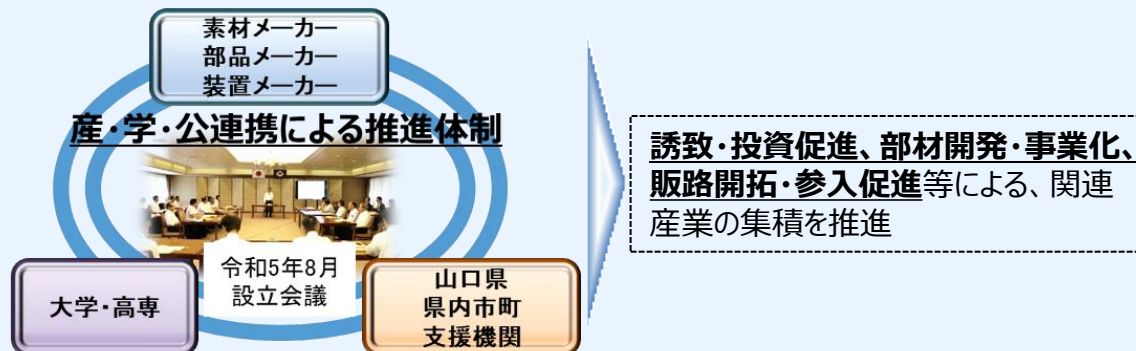 素材メーカー
部品メーカー
装置メーカー
産・学・公連携による推進体制
令和5年8月
設立会議
大学・高専
山口県
県内市町
支援機関
誘致・投資促進、部材開発・事業化、
販路開拓・参入促進等による、関連
産業の集積を推進